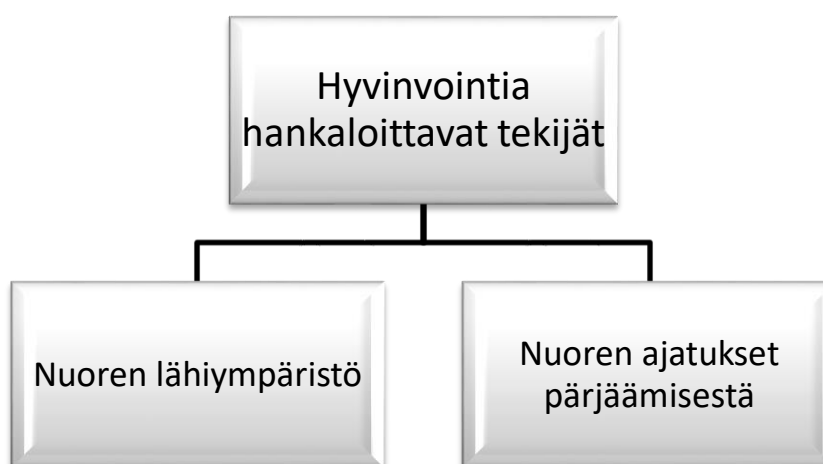 Hyvinvointia
hankaloittavat tekijät
Nuoren lähiympäristö
Nuoren ajatukset
pärjäämisestä